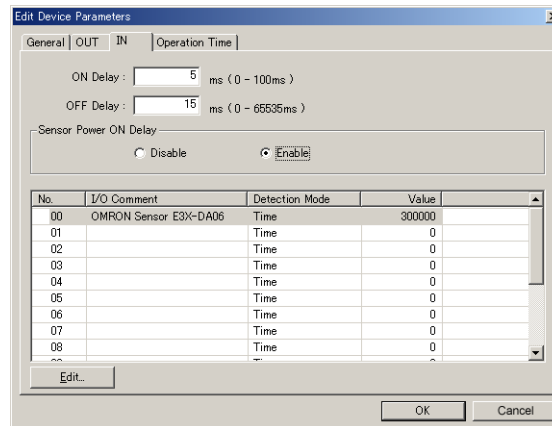 Edit Device Parameters
General OUT IN Operation Time
ON Delay : 5 ms ( 0 - 100ms )
OFF Delay : 15 ms ( 0 - 65535ms )
Sensor Power ON Delay
Disable Enable
No. I/O Comment Detection Mode Value
00 OMRON Sensor E3X-DA06 Time 300000
01 Time 0
02 Time 0
03 Time 0
04 Time 0
05 Time 0
06 Time 0
07 Time 0
08 Time 0
Edit...
OK Cancel